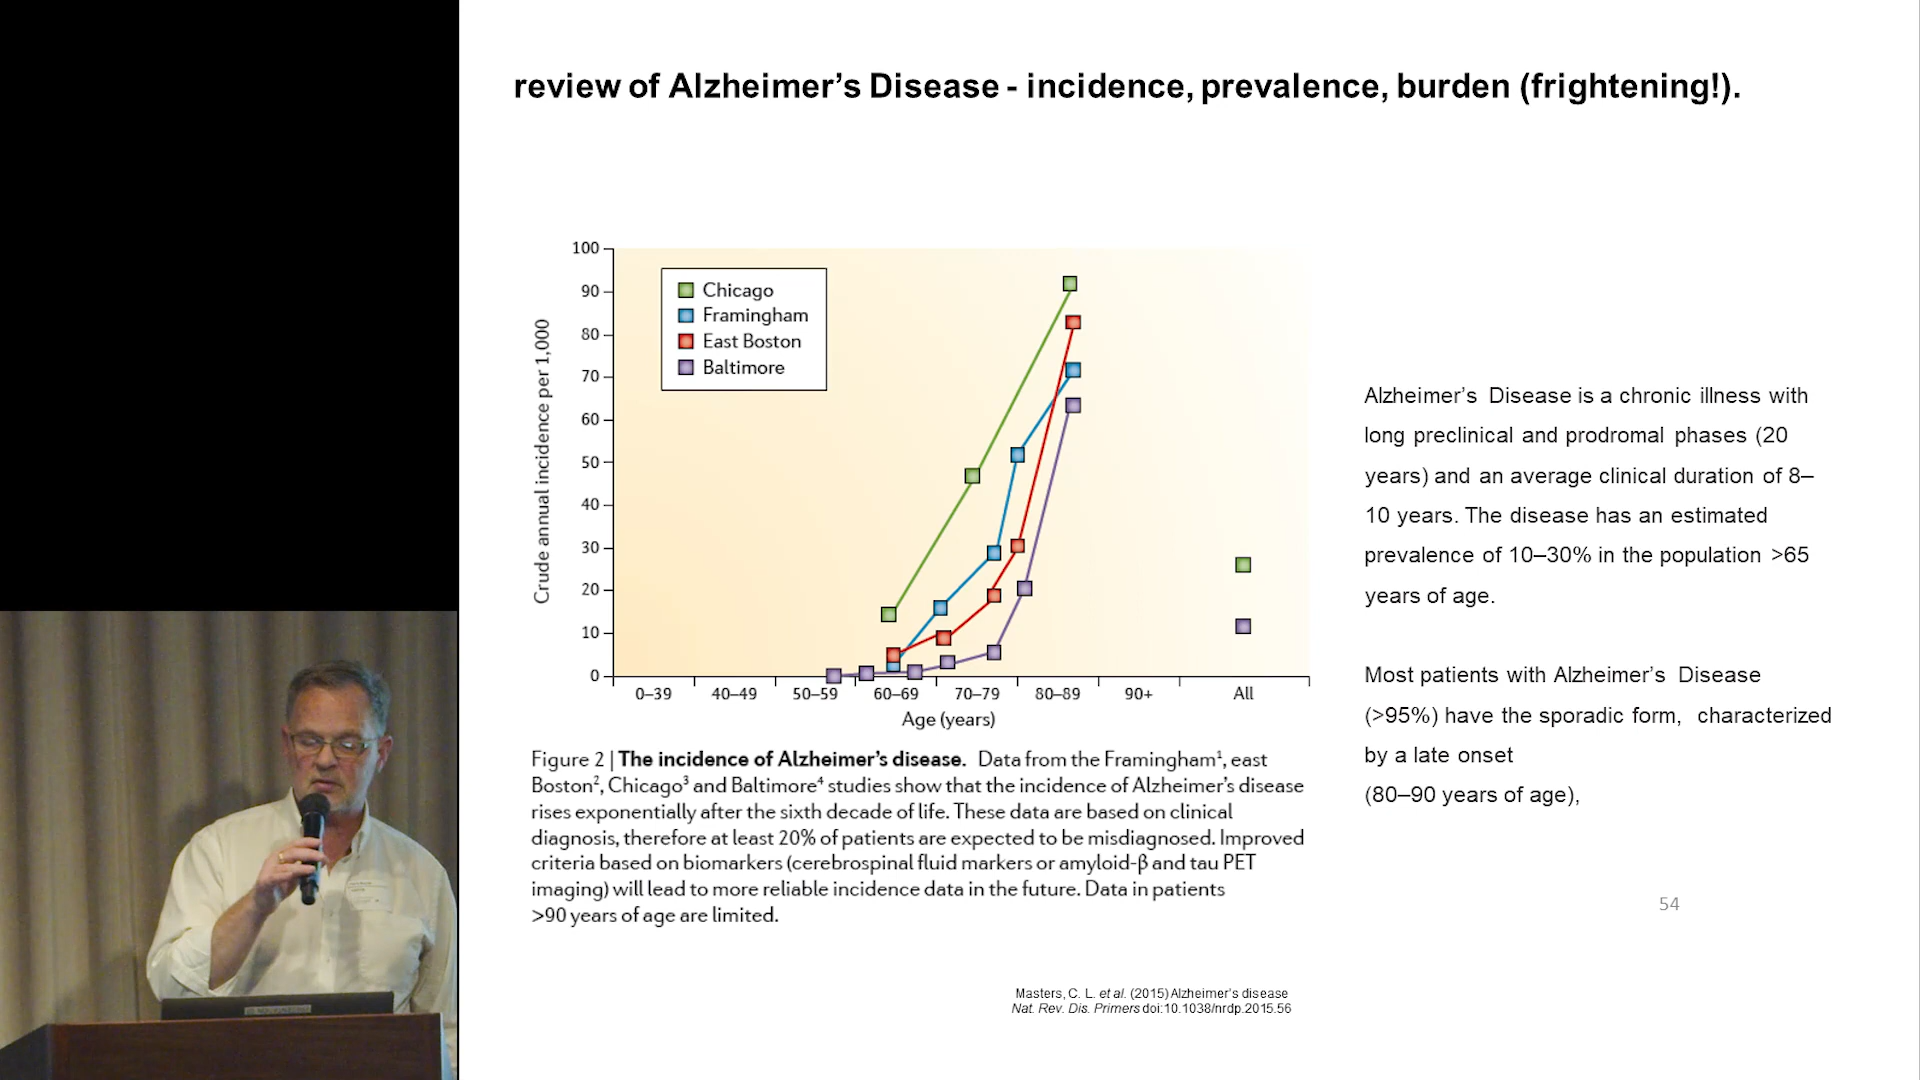 review of Alzheimer’s Disease - incidence, prevalence, burden (frightening!).
100
90
80
70
60
50
40
30
20
10
0
Crude annual incidence per 1,000
Chicago
Framingham
East Boston
Baltimore
0–39 40–49 50–59 60–69 70–79 80–89 90+ All
Age (years)
Figure 2 | The incidence of Alzheimer’s disease. Data from the Framingham¹, east
Boston², Chicago³ and Baltimore⁴ studies show that the incidence of Alzheimer’s disease
rises exponentially after the sixth decade of life. These data are based on clinical
diagnosis, therefore at least 20% of patients are expected to be misdiagnosed. Improved
criteria based on biomarkers (cerebrospinal fluid markers or amyloid-β and tau PET
imaging) will lead to more reliable incidence data in the future. Data in patients
>90 years of age are limited.
Alzheimer’s Disease is a chronic illness with
long preclinical and prodromal phases (20
years) and an average clinical duration of 8–
10 years. The disease has an estimated
prevalence of 10–30% in the population >65
years of age.
Most patients with Alzheimer’s Disease
(>95%) have the sporadic form, characterized
by a late onset
(80–90 years of age),
54
Masters, C. L. et al. (2015) Alzheimer’s disease
Nat. Rev. Dis. Primers doi:10.1038/nrdp.2015.56